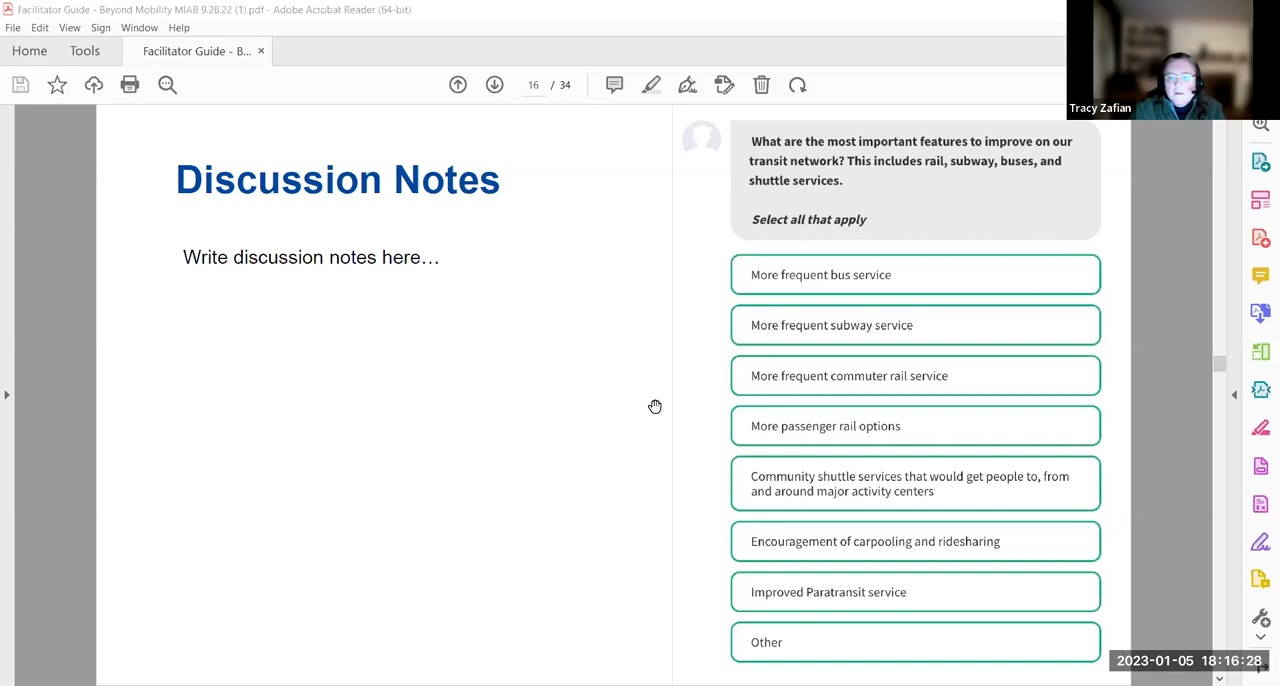 Facilitator Guide - Beyond Mobility MIAB 9.28.22 (1).pdf - Adobe Acrobat Reader (64-bit)
File Edit View Sign Window Help
Home Tools Facilitator Guide - B... ×
16 / 34
Tracy Zafian
Discussion Notes
Write discussion notes here…
What are the most important features to improve on our
transit network? This includes rail, subway, buses, and
shuttle services.
Select all that apply
More frequent bus service
More frequent subway service
More frequent commuter rail service
More passenger rail options
Community shuttle services that would get people to, from
and around major activity centers
Encouragement of carpooling and ridesharing
Improved Paratransit service
Other
2023-01-05 18:16:28